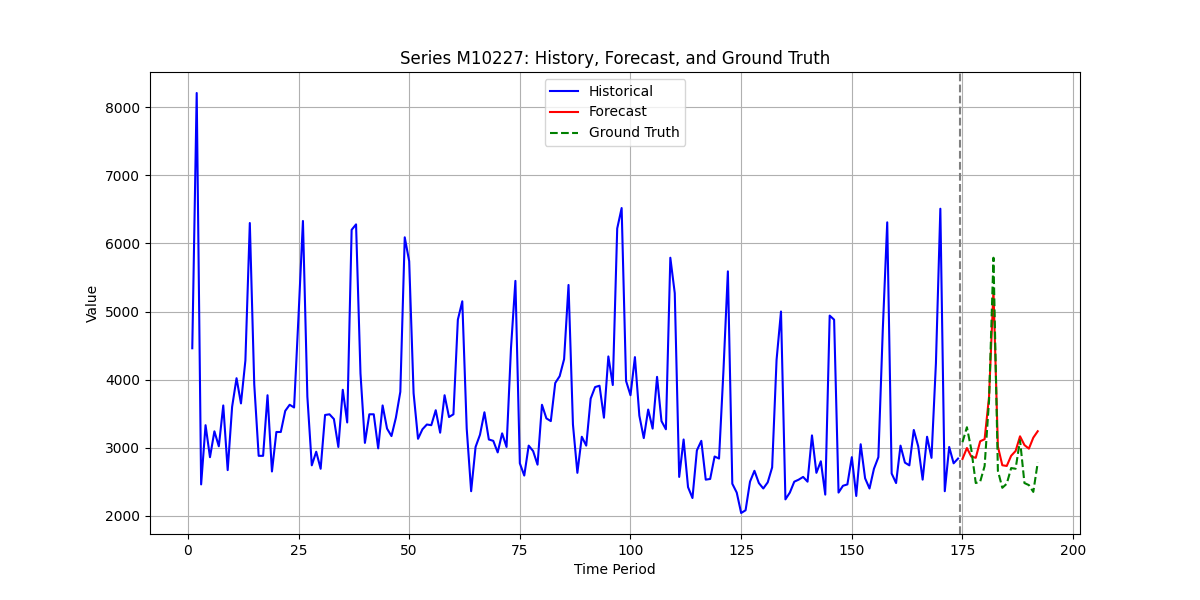 Series M10227: History, Forecast, and Ground Truth
Historical
Forecast
Ground Truth
Value
8000
7000
6000
5000
4000
3000
2000
0 25 50 75 100 125 150 175 200
Time Period